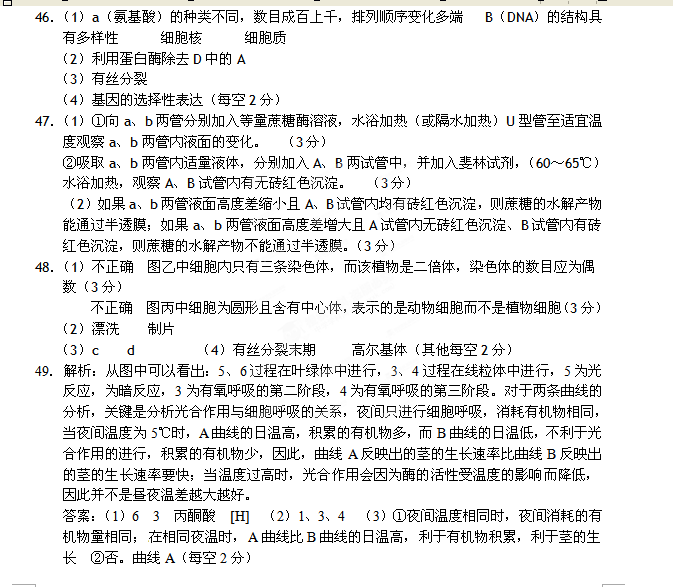 46.（1）a（氨基酸）的种类不同，数目成百上千，排列顺序变化多端　B（DNA）的结构具
有多样性　　细胞核　　细胞质
（2）利用蛋白酶除去 D 中的 A
（3）有丝分裂
（4）基因的选择性表达（每空 2 分）
47.（1）①向 a、b 两管分别加入等量蔗糖酶溶液，水浴加热（或隔水加热）U 型管至适宜温
度观察 a、b 两管内液面的变化。　（3 分）
②吸取 a、b 两管内适量液体，分别加入 A、B 两试管中，并加入斐林试剂，（60～65℃）
水浴加热，观察 A、B 试管内有无砖红色沉淀。　（3 分）
（2）如果 a、b 两管液面高度差缩小且 A、B 试管内均有砖红色沉淀，则蔗糖的水解产物
能通过半透膜；如果 a、b 两管液面高度差增大且 A 试管内无砖红色沉淀、B 试管内有砖
红色沉淀，则蔗糖的水解产物不能通过半透膜。（3 分）
48.（1）不正确　图乙中细胞内只有三条染色体，而该植物是二倍体，染色体的数目应为偶
数（3 分）
不正确　图丙中细胞为圆形且含有中心体，表示的是动物细胞而不是植物细胞（3 分）
（2）漂洗　　制片
（3）c　　d　　　　（4）有丝分裂末期　　高尔基体（其他每空 2 分）
49. 解析：从图中可以看出：5、6 过程在叶绿体中进行，3、4 过程在线粒体中进行，5 为光
反应，为暗反应，3 为有氧呼吸的第二阶段，4 为有氧呼吸的第三阶段。对于两条曲线的
分析，关键是分析光合作用与细胞呼吸的关系，夜间只进行细胞呼吸，消耗有机物相同，
当夜间温度为 5℃时，A 曲线的日温高，积累的有机物多，而 B 曲线的日温低，不利于光
合作用的进行，积累的有机物少，因此，曲线 A 反映出的茎的生长速率比曲线 B 反映出
的茎的生长速率要快；当温度过高时，光合作用会因为酶的活性受温度的影响而降低，
因此并不是昼夜温差越大越好。
答案：（1）6　3　丙酮酸　[H]　（2）1、3、4　（3）①夜间温度相同时，夜间消耗的有
机物量相同；在相同夜温时，A 曲线比 B 曲线的日温高，利于有机物积累，利于茎的生
长　②否。曲线 A（每空 2 分）